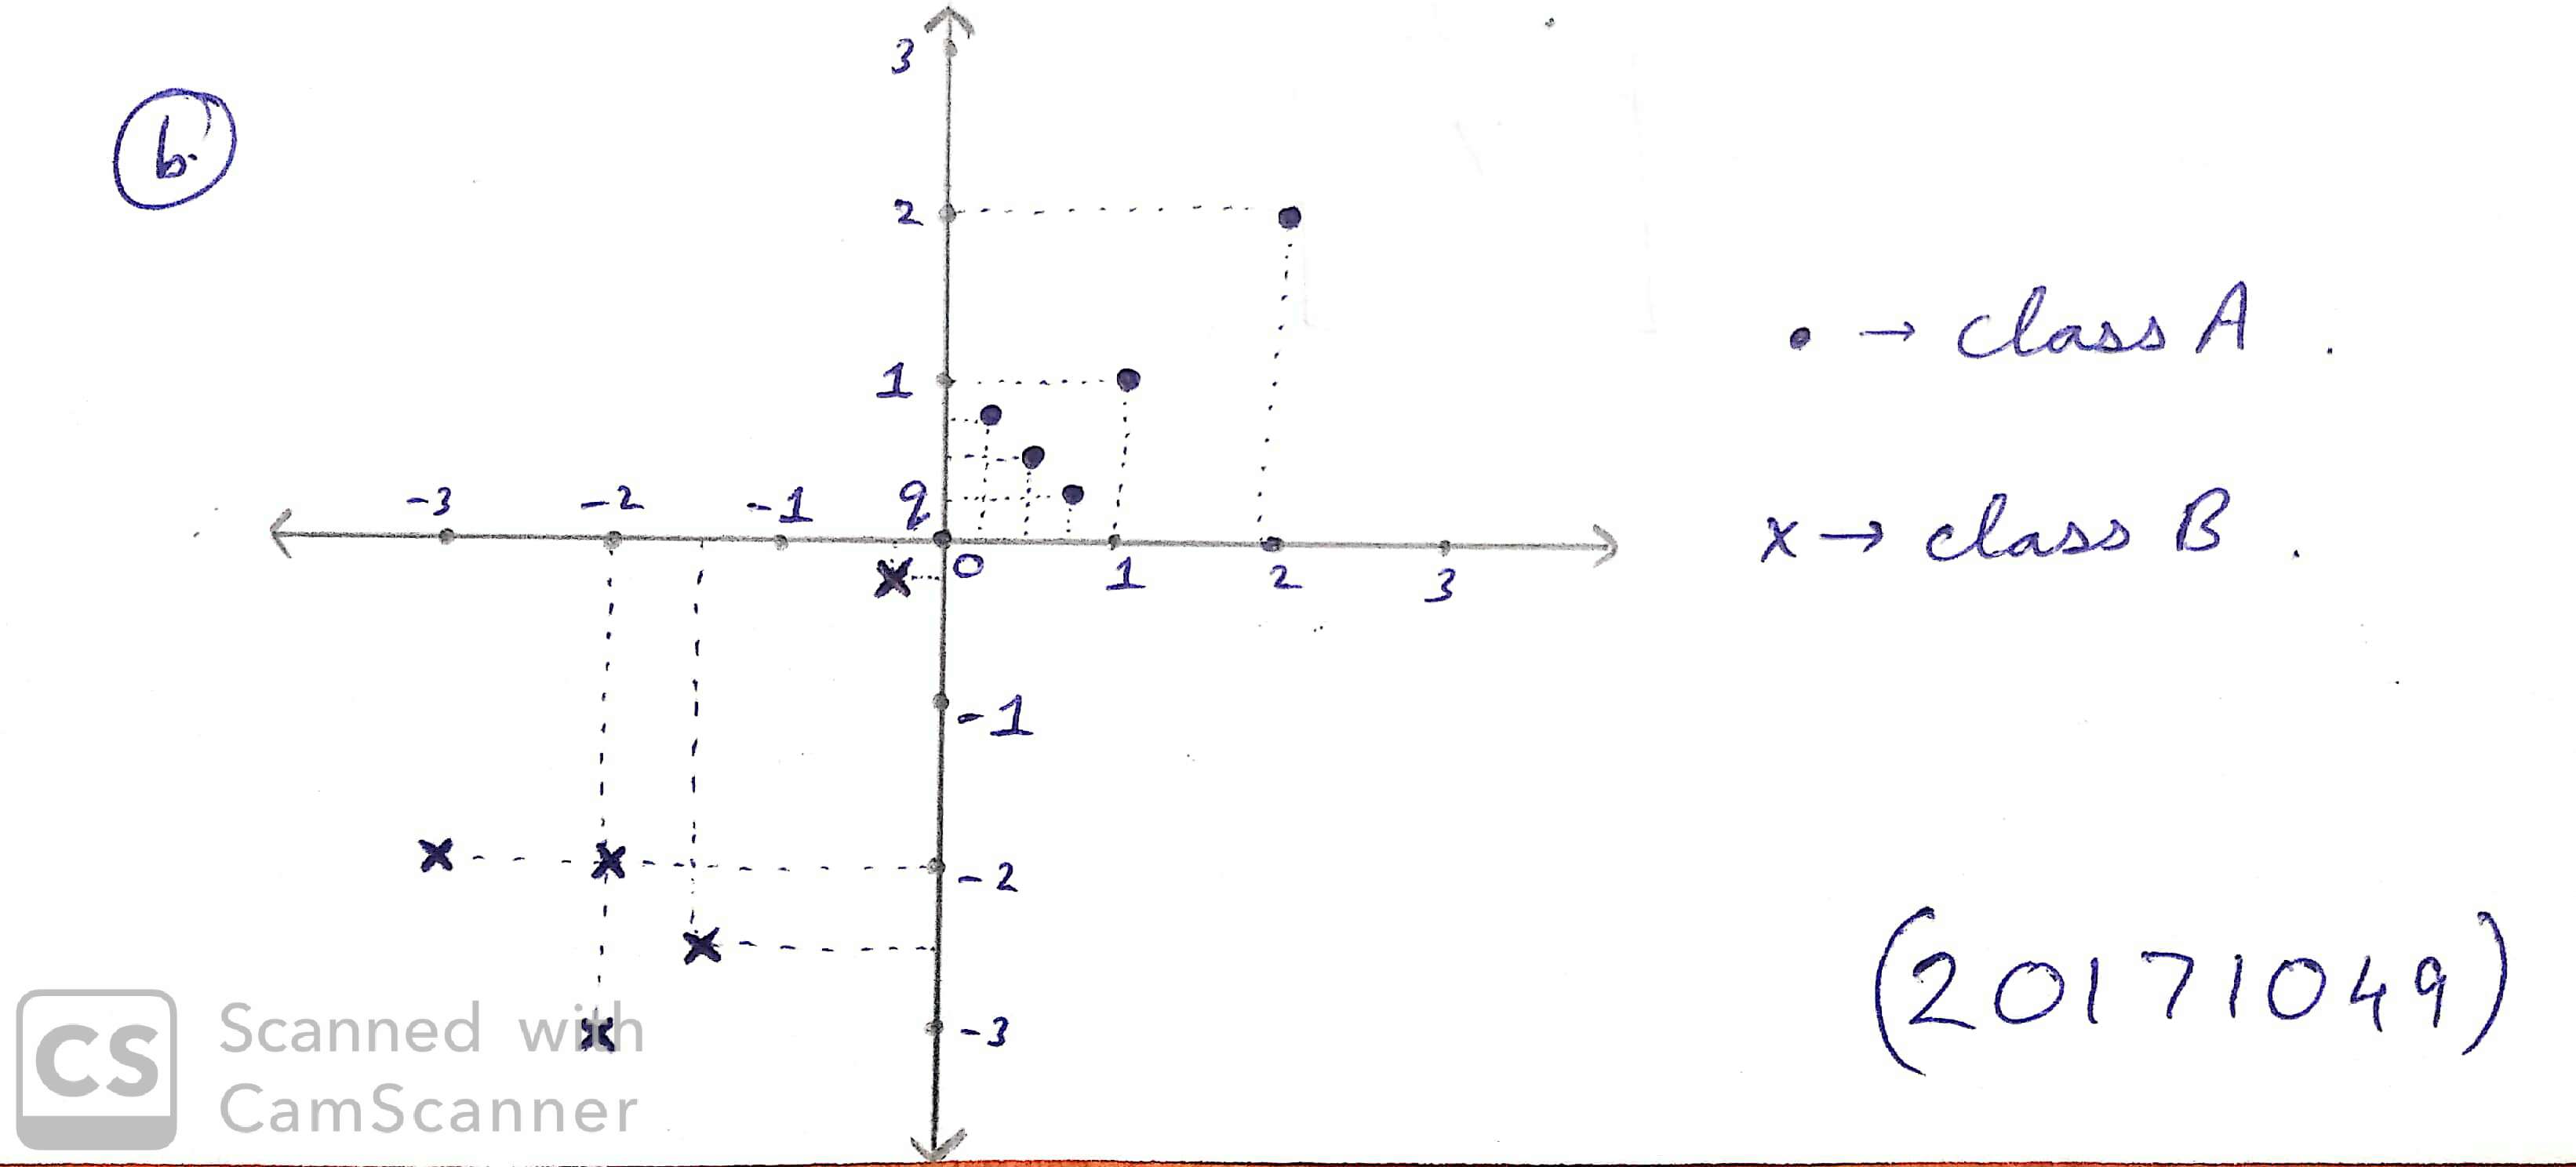 b.
3
2
1
-3 -2 -1 q
0 1 2 3
-1
-2
-3
• → class A.
x → class B.
(20171049)
CS Scanned with
CamScanner